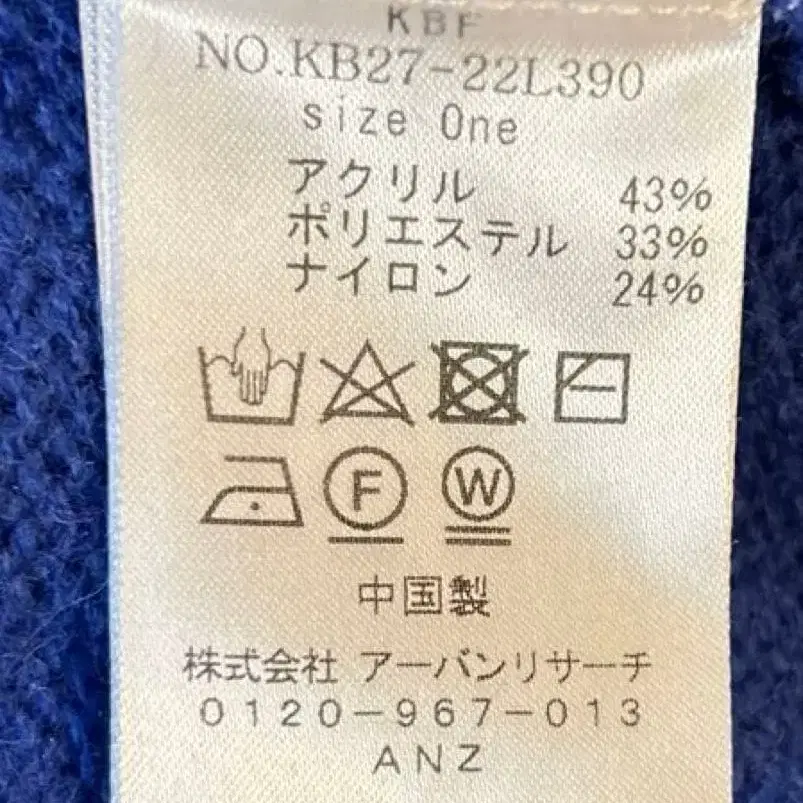 KBF
NO.KB27-22L390
size One
アクリル 43%
ポリエステル 33%
ナイロン 24%
F W
中国製
株式会社 アーバンリサーチ
0120-967-013
ANZ